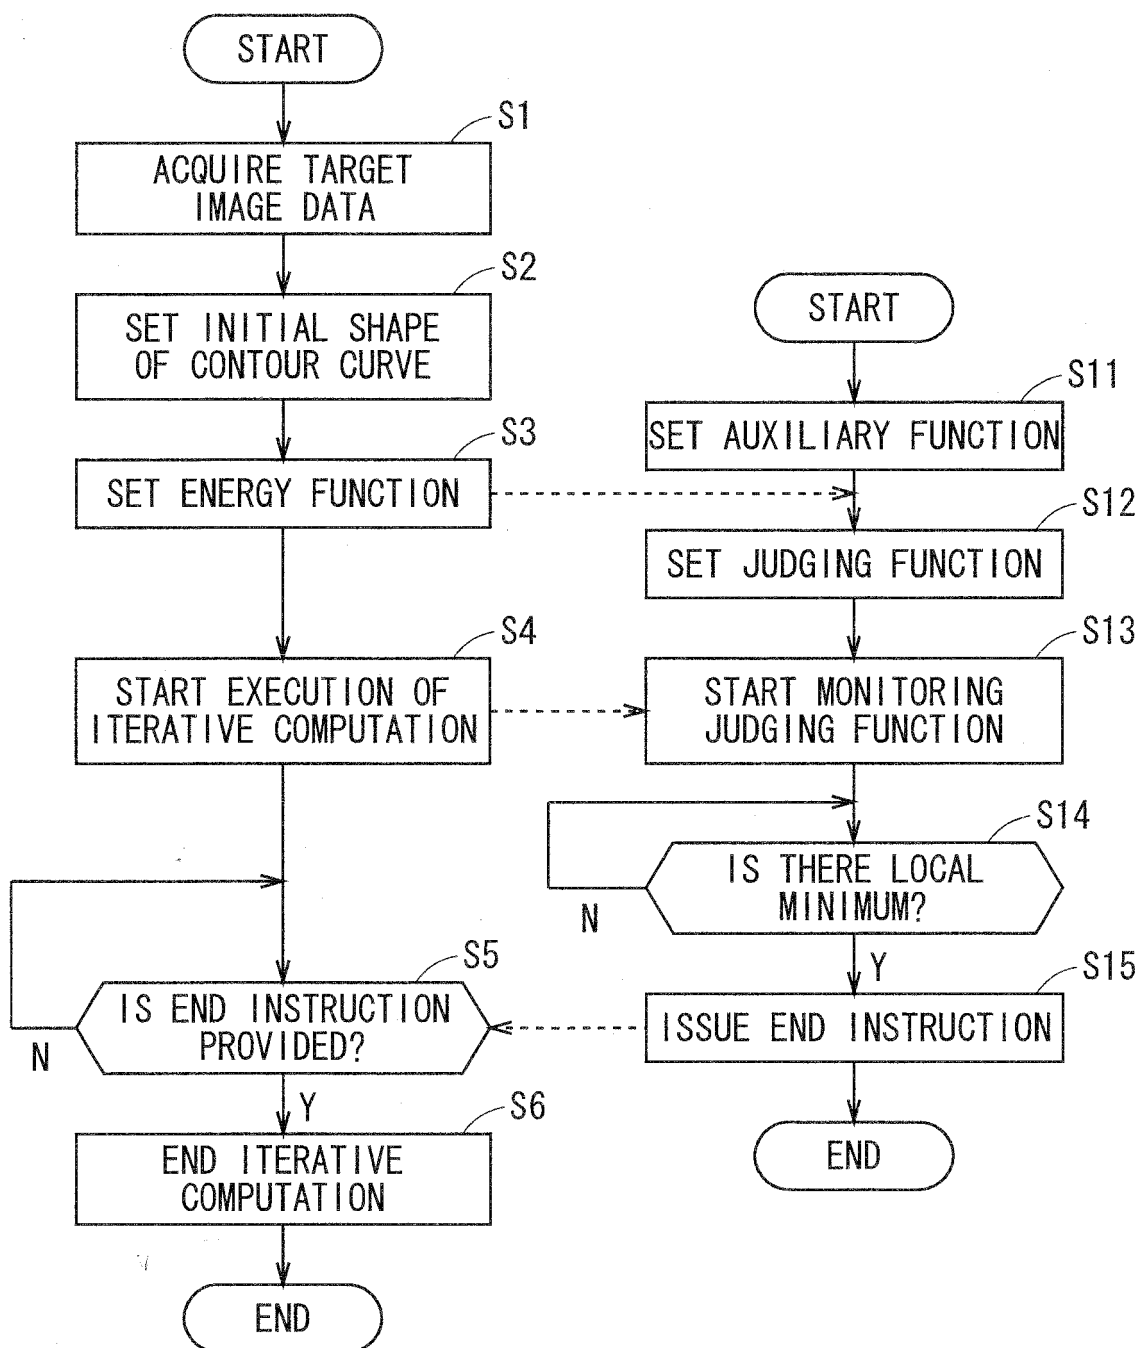 START
S1
ACQUIRE TARGET
IMAGE DATA
S2
SET INITIAL SHAPE
OF CONTOUR CURVE
S3
SET ENERGY FUNCTION
S4
START EXECUTION OF
ITERATIVE COMPUTATION
S5
IS END INSTRUCTION
PROVIDED?
N
Y
S6
END ITERATIVE
COMPUTATION
END
START
S11
SET AUXILIARY FUNCTION
S12
SET JUDGING FUNCTION
S13
START MONITORING
JUDGING FUNCTION
S14
IS THERE LOCAL
MINIMUM?
N
Y
S15
ISSUE END INSTRUCTION
END